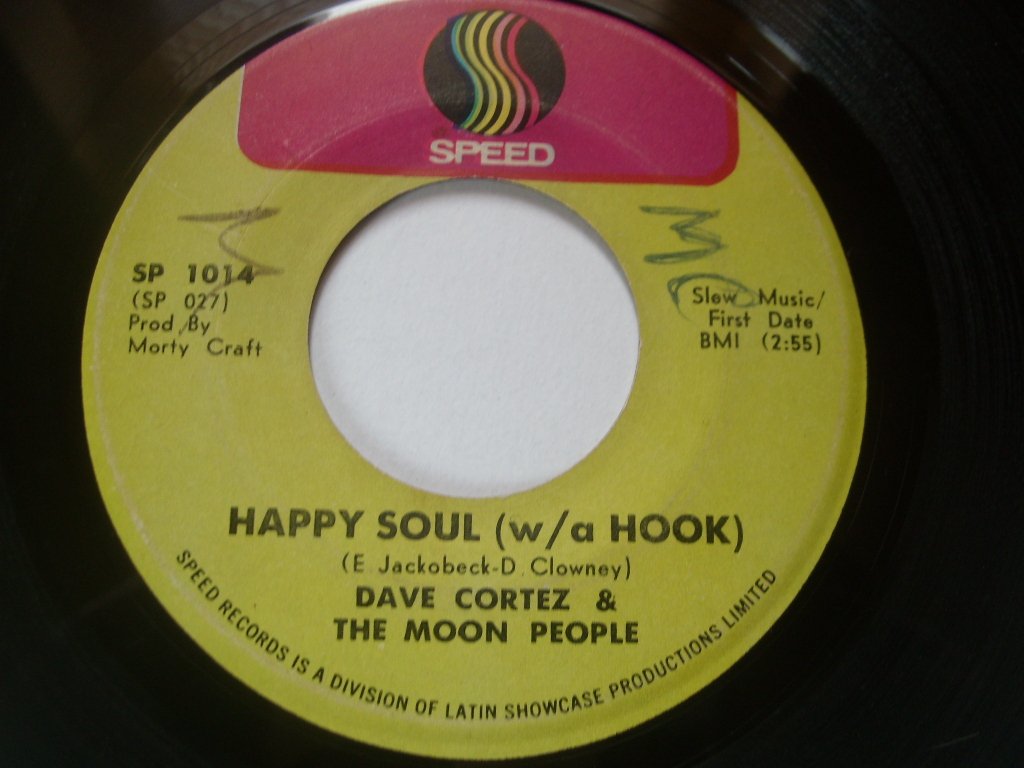 SPEED
SP 1014
(SP 027)
Prod By
Morty Craft
Slew Music/
First Date
BMI (2:55)
HAPPY SOUL (w/a HOOK)
(E. Jackobeck-D. Clowney)
DAVE CORTEZ &
THE MOON PEOPLE
SPEED RECORDS IS A DIVISION OF LATIN SHOWCASE PRODUCTIONS LIMITED